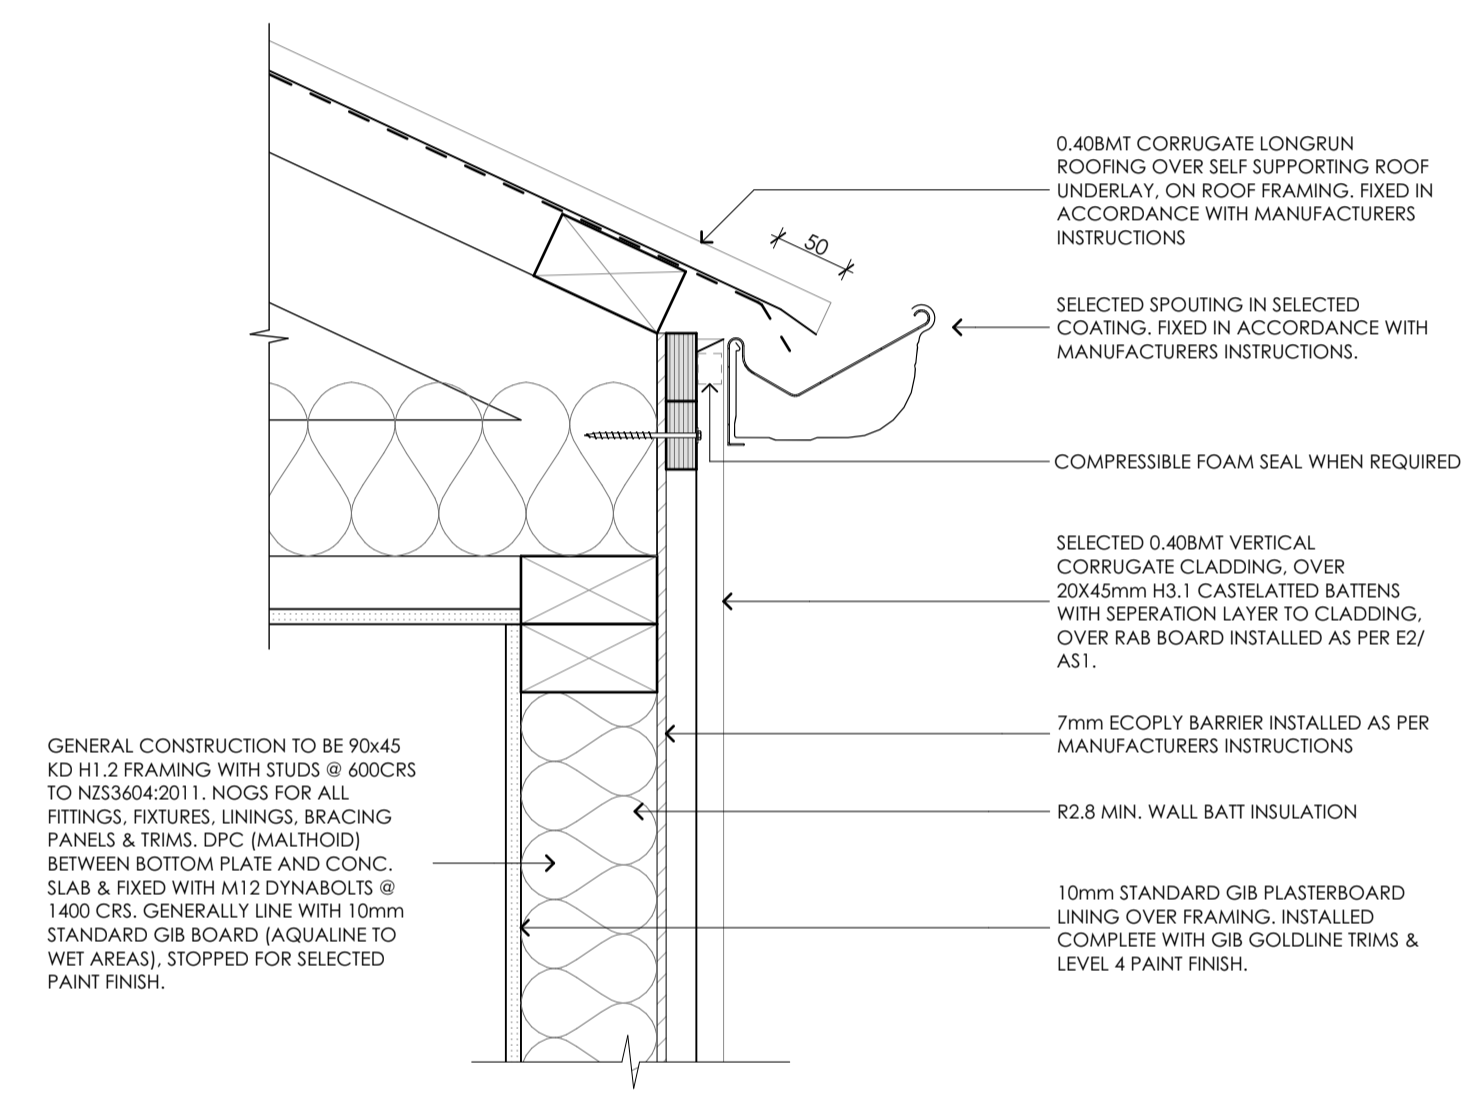 0.40BMT CORRUGATE LONGRUN
ROOFING OVER SELF SUPPORTING ROOF
UNDERLAY, ON ROOF FRAMING. FIXED IN
ACCORDANCE WITH MANUFACTURERS
INSTRUCTIONS
50
SELECTED SPOUTING IN SELECTED
COATING. FIXED IN ACCORDANCE WITH
MANUFACTURERS INSTRUCTIONS.
COMPRESSIBLE FOAM SEAL WHEN REQUIRED
SELECTED 0.40BMT VERTICAL
CORRUGATE CLADDING, OVER
20X45mm H3.1 CASTELATTED BATTENS
WITH SEPERATION LAYER TO CLADDING,
OVER RAB BOARD INSTALLED AS PER E2/
AS1.
7mm ECOPLY BARRIER INSTALLED AS PER
MANUFACTURERS INSTRUCTIONS
R2.8 MIN. WALL BATT INSULATION
10mm STANDARD GIB PLASTERBOARD
LINING OVER FRAMING. INSTALLED
COMPLETE WITH GIB GOLDLINE TRIMS &
LEVEL 4 PAINT FINISH.
GENERAL CONSTRUCTION TO BE 90x45
KD H1.2 FRAMING WITH STUDS @ 600CRS
TO NZS3604:2011. NOGS FOR ALL
FITTINGS, FIXTURES, LININGS, BRACING
PANELS & TRIMS. DPC (MALTHOID)
BETWEEN BOTTOM PLATE AND CONC.
SLAB & FIXED WITH M12 DYNABOLTS @
1400 CRS. GENERALLY LINE WITH 10mm
STANDARD GIB BOARD (AQUALINE TO
WET AREAS), STOPPED FOR SELECTED
PAINT FINISH.